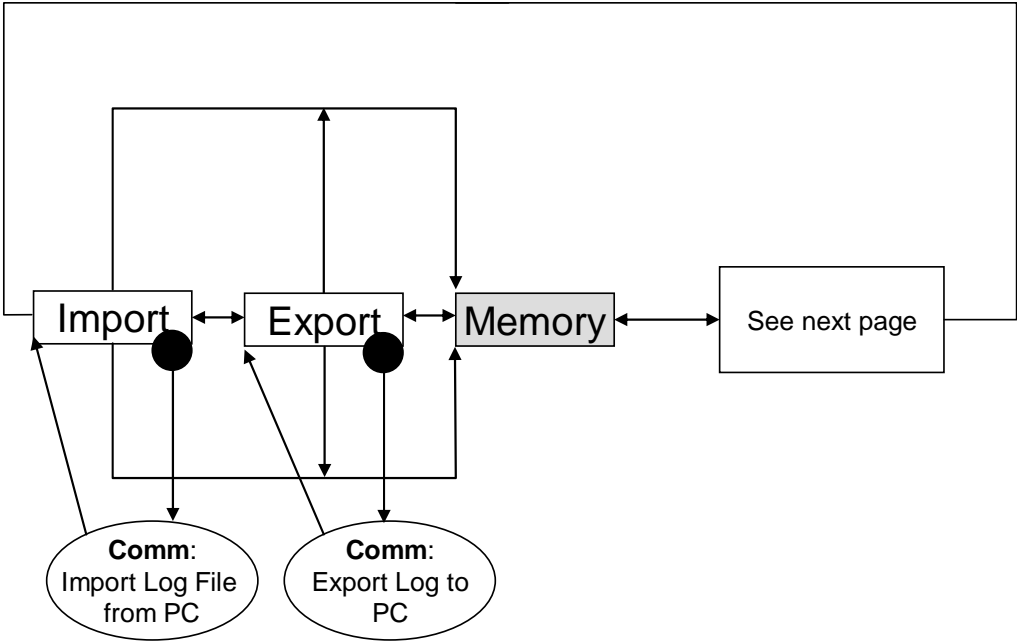 Import
Export
Memory
See next page
Comm:
Import Log File
from PC
Comm:
Export Log to
PC